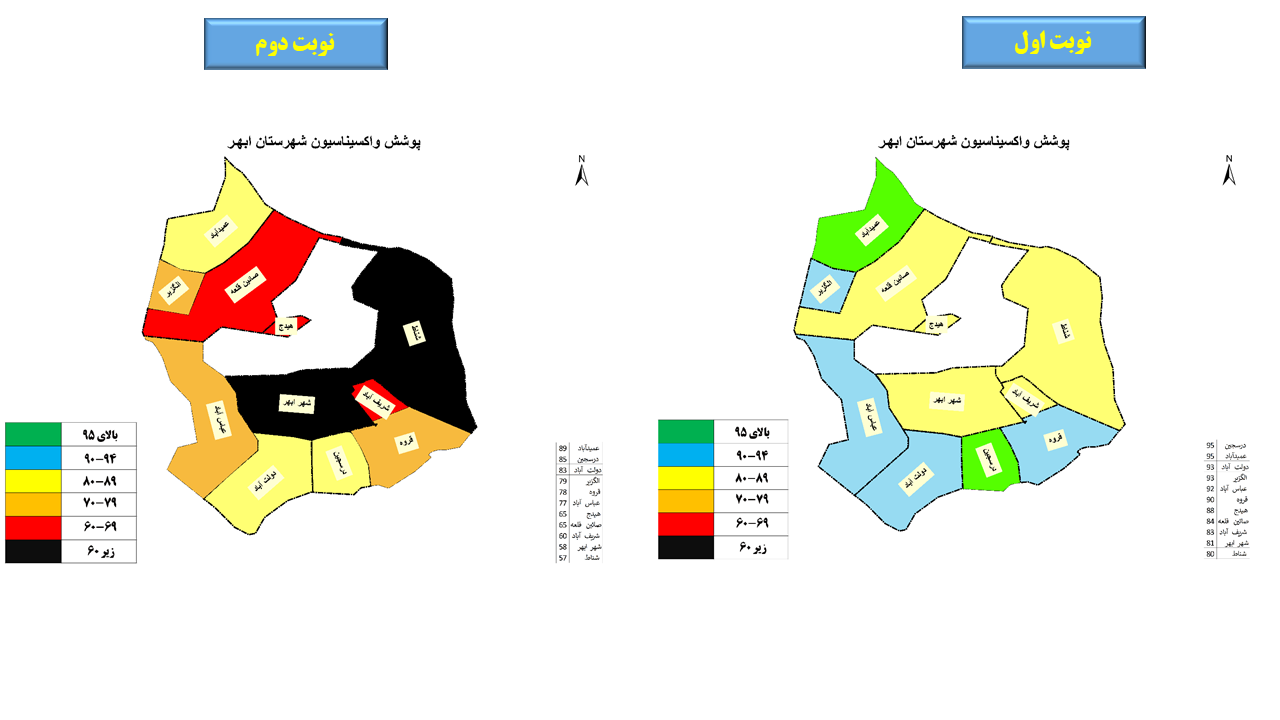 نوبت اول
پوشش واکسیناسیون شهرستان ابهر
N
عمیدآباد
الگزیر
صائین قلعه
هیدج
شناط
شهر ابهر
شریف آباد
عباس آباد
دولت آباد
درسجین
قروه
بالای ۹۵
۹۰-۹۴
۸۰-۸۹
۷۰-۷۹
۶۰-۶۹
زیر ۶۰
درسجین 95
عمیدآباد 95
دولت آباد 93
الگزیر 93
عباس آباد 92
قروه 90
هیدج 88
صائین قلعه 84
شریف آباد 83
شهر ابهر 81
شناط 80
نوبت دوم
پوشش واکسیناسیون شهرستان ابهر
N
عمیدآباد
الگزیر
صائین قلعه
هیدج
شناط
شهر ابهر
شریف آباد
عباس آباد
دولت آباد
درسجین
قروه
بالای ۹۵
۹۰-۹۴
۸۰-۸۹
۷۰-۷۹
۶۰-۶۹
زیر ۶۰
عمیدآباد 89
درسجین 85
دولت آباد 83
الگزیر 79
قروه 78
عباس آباد 77
هیدج 65
صائین قلعه 65
شریف آباد 60
شهر ابهر 58
شناط 57